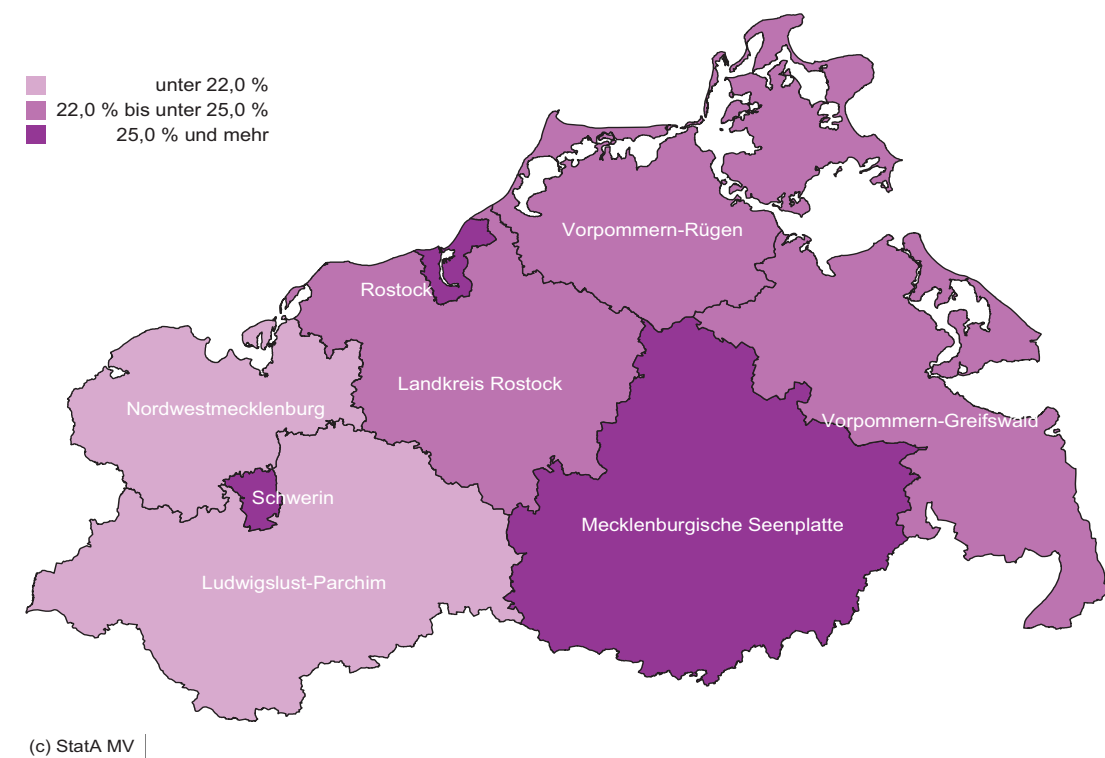 unter 22,0 %
22,0 % bis unter 25,0 %
25,0 % und mehr
Vorpommern-Rügen
Rostock
Landkreis Rostock
Nordwestmecklenburg
Vorpommern-Greifswald
Schwerin
Mecklenburgische Seenplatte
Ludwigslust-Parchim
(c) StatA MV